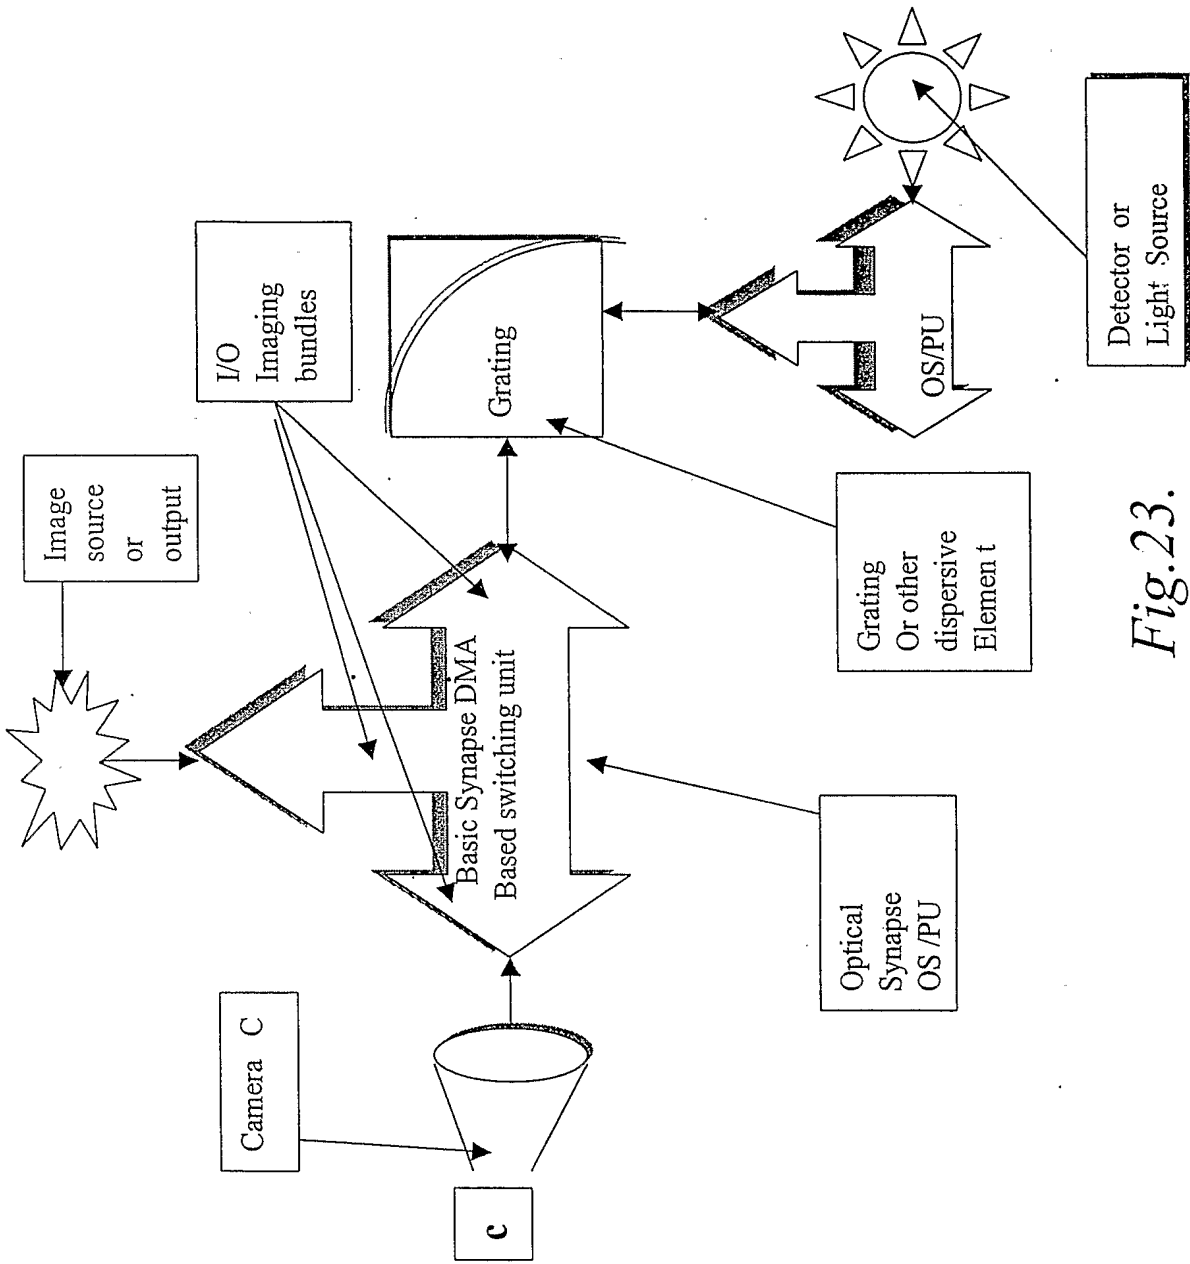 Image
source
or
output
I/O
Imaging
bundles
Camera C
c
Basic Synapse DMA
Based switching unit
Grating
OS/PU
Optical
Synapse
OS /PU
Grating
Or other
dispersive
Element
Detector or
Light Source
Fig.23.